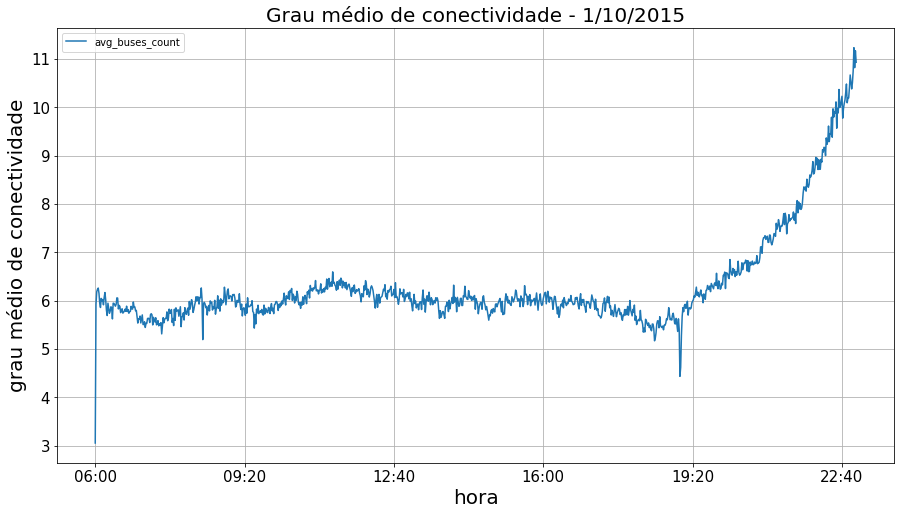 Grau médio de conectividade - 1/10/2015
avg_buses_count
grau médio de conectividade
11
10
9
8
7
6
5
4
3
06:00 09:20 12:40 16:00 19:20 22:40
hora